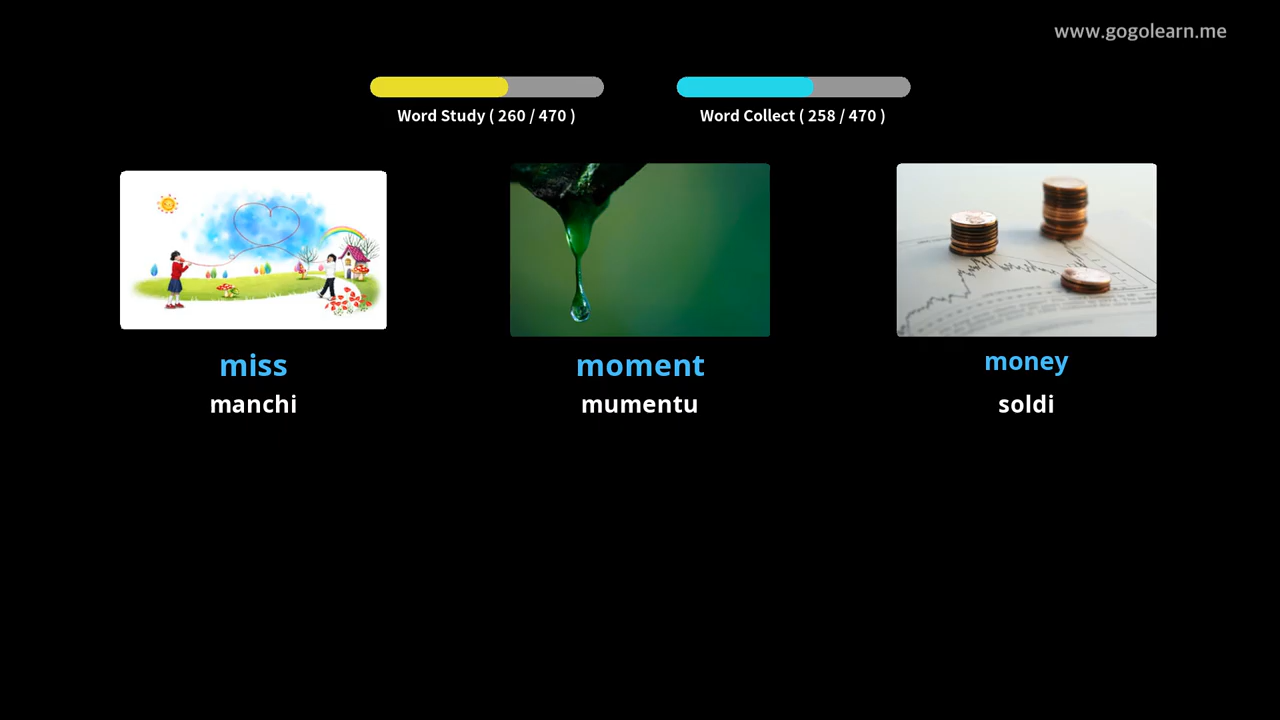 www.gogolearn.me
Word Study ( 260 / 470 )
Word Collect ( 258 / 470 )
miss
moment
money
manchi
mumentu
soldi